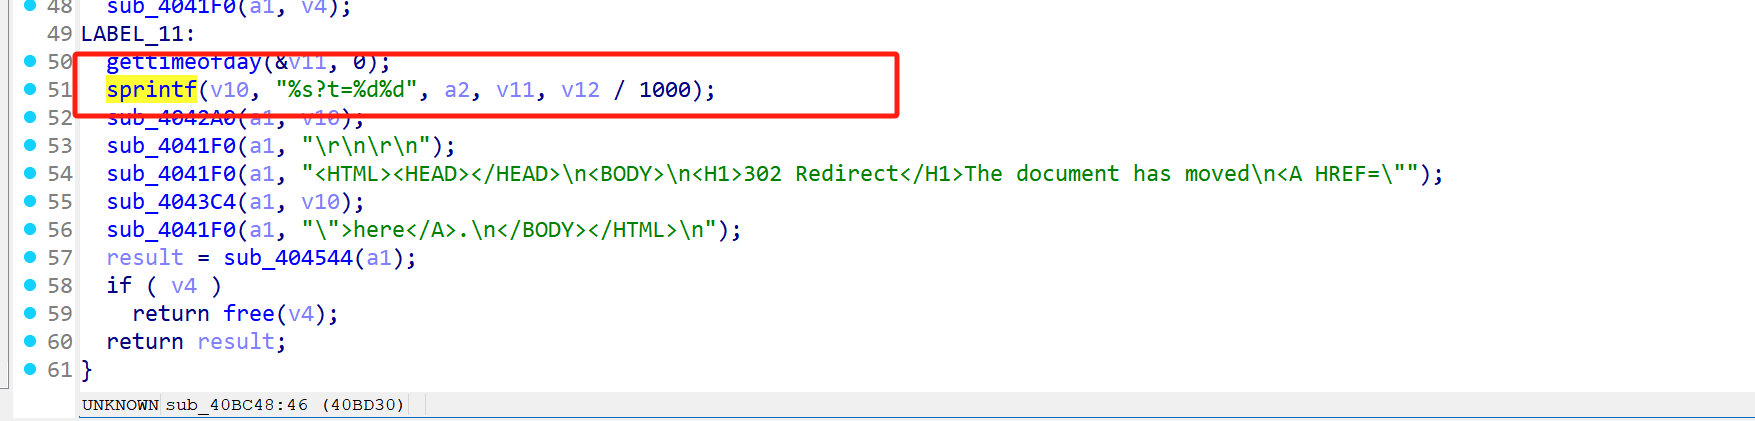 48 sub_4041F0(a1, v4);
49 LABEL_11:
50 gettimeofday(&v11, 0);
51 sprintf(v10, "%s?t=%d%d", a2, v11, v12 / 1000);
52 sub_4042A0(a1, v10);
53 sub_4041F0(a1, "\r\n\r\n");
54 sub_4041F0(a1, "<HTML><HEAD></HEAD>\n<BODY>\n<H1>302 Redirect</H1>The document has moved\n<A HREF=\"");
55 sub_4043C4(a1, v10);
56 sub_4041F0(a1, "\">here</A>.\n</BODY></HTML>\n");
57 result = sub_404544(a1);
58 if ( v4 )
59 return free(v4);
60 return result;
61 }
UNKNOWN sub_40BC48:46 (40BD30)